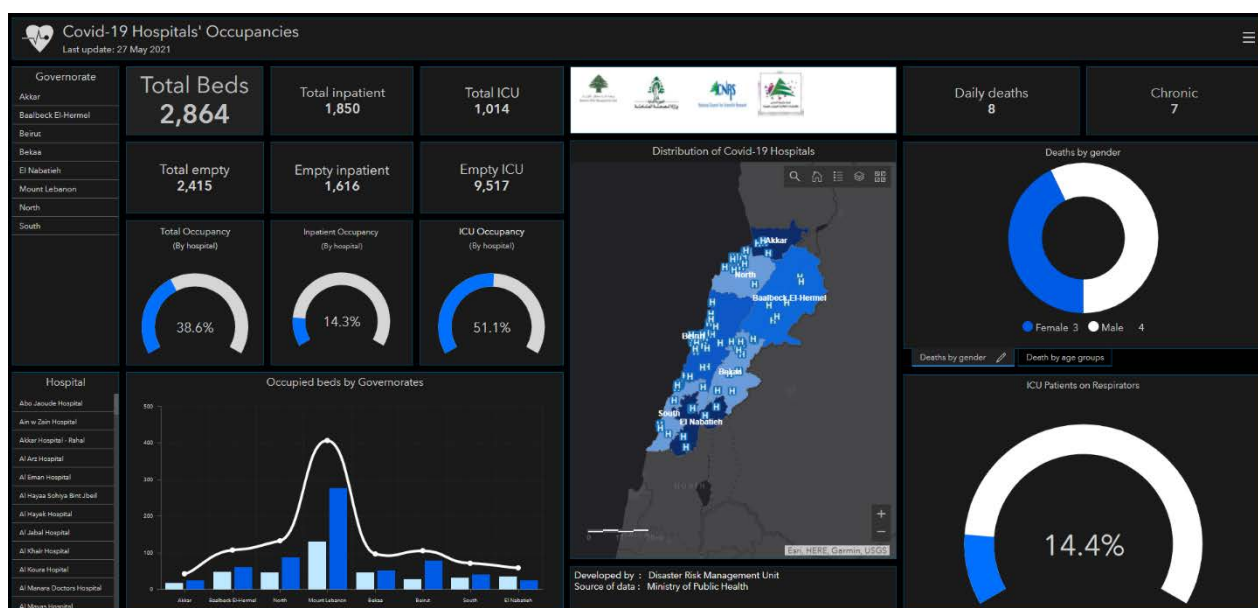 Covid-19 Hospitals' Occupancies
Last update: 27 May 2021
Governorate
Akkar
Baalbeck El-Hermel
Beirut
Bekaa
El Nabatieh
Mount Lebanon
North
South
Total Beds
2,864
Total inpatient
1,850
Total ICU
1,014
Total empty
2,415
Empty inpatient
1,616
Empty ICU
9,517
Total Occupancy
(By hospital)
38.6%
Inpatient Occupancy
(By hospital)
14.3%
ICU Occupancy
(By hospital)
51.1%
CNRS
Distribution of Covid-19 Hospitals
Akkar
North
Baalbeck El-Hermel
Beirut
Bekaa
South
El Nabatieh
Esri, HERE, Garmin, USGS
Developed by : Disaster Risk Management Unit
Source of data : Ministry of Public Health
Daily deaths
8
Chronic
7
Deaths by gender
Female 3 Male 4
Deaths by gender Death by age groups
ICU Patients on Respirators
14.4%
Hospital
Abo Jaoude Hospital
Ain w Zain Hospital
Akkar Hospital - Rahal
Al Arz Hospital
Al Eman Hospital
Al Hayaa Sohiya Bint Jbeil
Al Hayek Hospital
Al Jabal Hospital
Al Khair Hospital
Al Koura Hopital
Al Manara Doctors Hospital
Al Mayas Hospital
Occupied beds by Governorates
500
400
300
200
100
0
Akkar Baalbeck El-Hermel North Mount Lebanon Bekaa Beirut South El Nabatieh